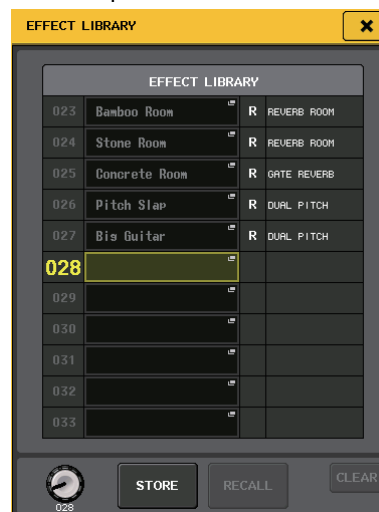 EFFECT LIBRARY
EFFECT LIBRARY
023 Bamboo Room R REVERB ROOM
024 Stone Room R REVERB ROOM
025 Concrete Room R GATE REVERB
026 Pitch Slap R DUAL PITCH
027 Big Guitar R DUAL PITCH
028
029
030
031
032
033
STORE RECALL CLEAR
028